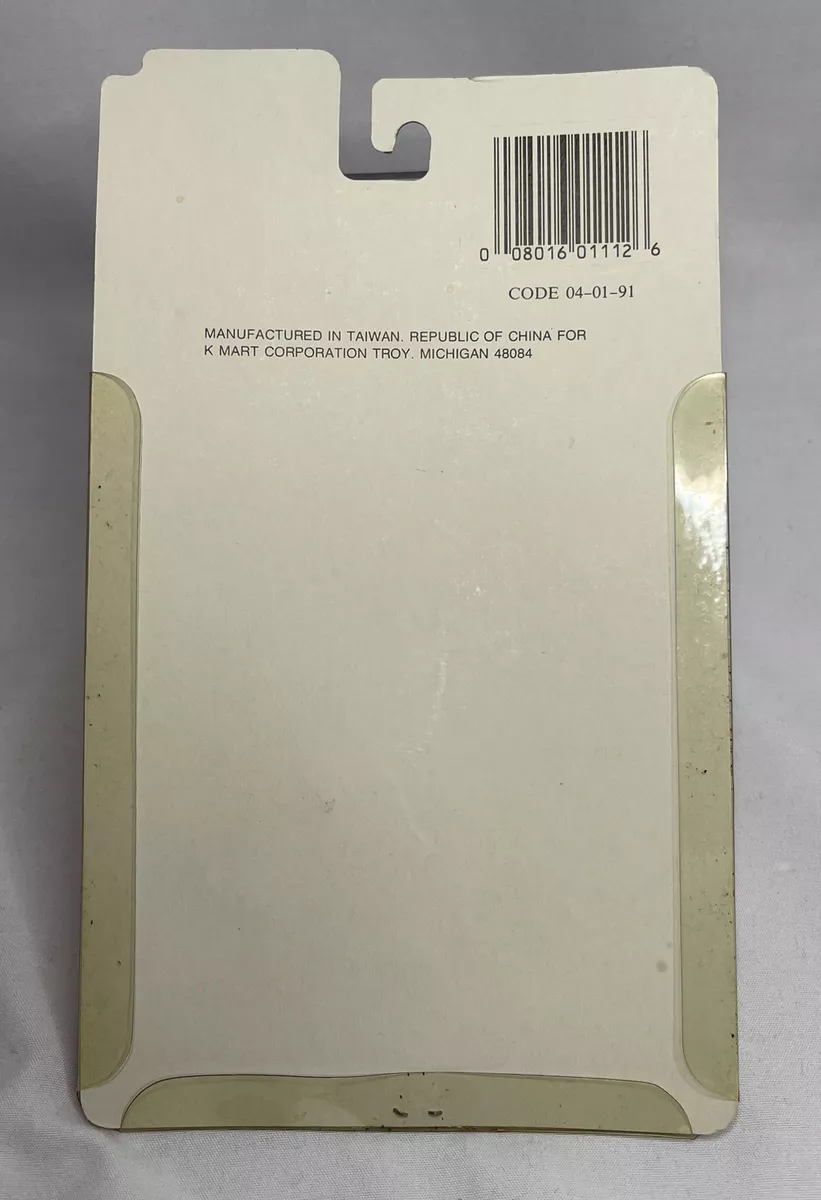 0 08016 01112 6
CODE 04-01-91
MANUFACTURED IN TAIWAN. REPUBLIC OF CHINA FOR
K MART CORPORATION TROY. MICHIGAN 48084